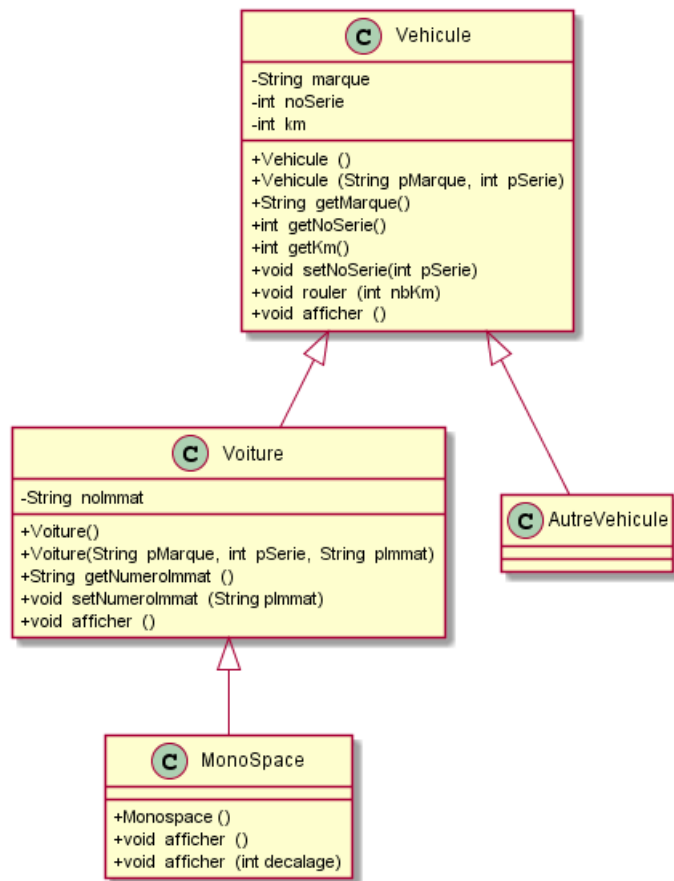 C Vehicule
-String marque
-int noSerie
-int km
+Vehicule ()
+Vehicule (String pMarque, int pSerie)
+String getMarque()
+int getNoSerie()
+int getKm()
+void setNoSerie(int pSerie)
+void rouler (int nbKm)
+void afficher ()
C Voiture
-String noImmat
+Voiture()
+Voiture(String pMarque, int pSerie, String pImmat)
+String getNumeroImmat ()
+void setNumeroImmat (String pImmat)
+void afficher ()
C AutreVehicule
C MonoSpace
+Monospace ()
+void afficher ()
+void afficher (int decalage)